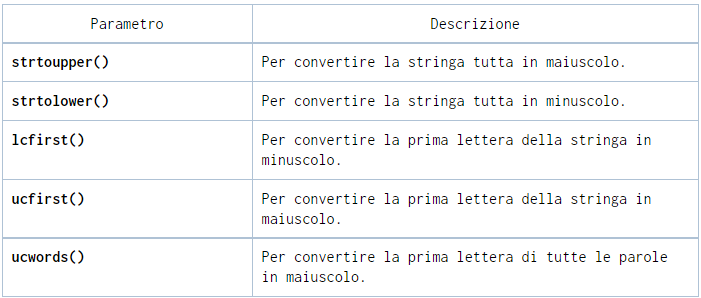 Parametro Descrizione
strtoupper() Per convertire la stringa tutta in maiuscolo.
strtolower() Per convertire la stringa tutta in minuscolo.
lcfirst() Per convertire la prima lettera della stringa in
minuscolo.
ucfirst() Per convertire la prima lettera della stringa in
maiuscolo.
ucwords() Per convertire la prima lettera di tutte le parole
in maiuscolo.